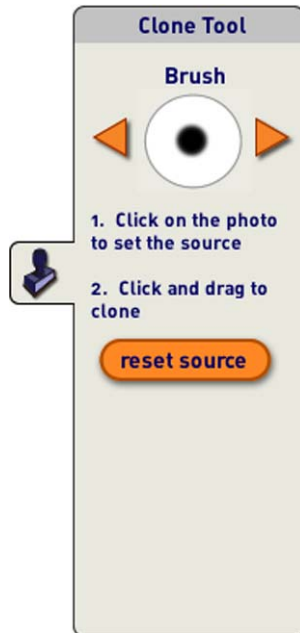 Clone Tool
Brush
1. Click on the photo
to set the source
2. Click and drag to
clone
reset source